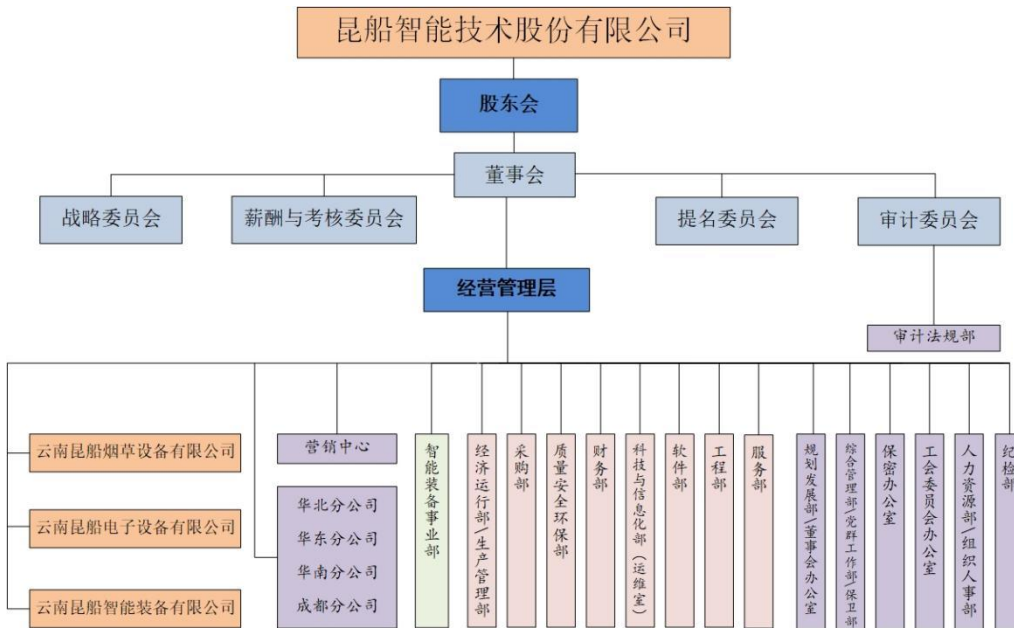 昆船智能技术股份有限公司
股东会
董事会
战略委员会
薪酬与考核委员会
提名委员会
审计委员会
经营管理层
审计法规部
云南昆船烟草设备有限公司
云南昆船电子设备有限公司
云南昆船智能装备有限公司
营销中心
华北分公司
华东分公司
华南分公司
成都分公司
智能装备事业部
经济运行部/生产管理部
采购部
质量安全环保部
财务部
科技与信息化部（运维室）
软件部
工程部
服务部
规划发展部/董事会办公室
综合管理部/党群工作部/保卫部
保密办公室
工会委员会办公室
人力资源部/组织人事部
纪检部